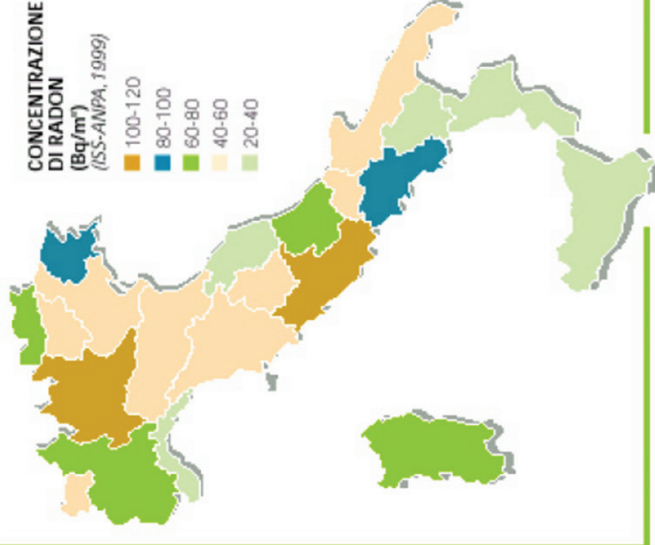 CONCENTRAZIONE
DI RADON
(Bq/m³)
(ISS-ANPA, 1999)
100-120
80-100
60-80
40-60
20-40